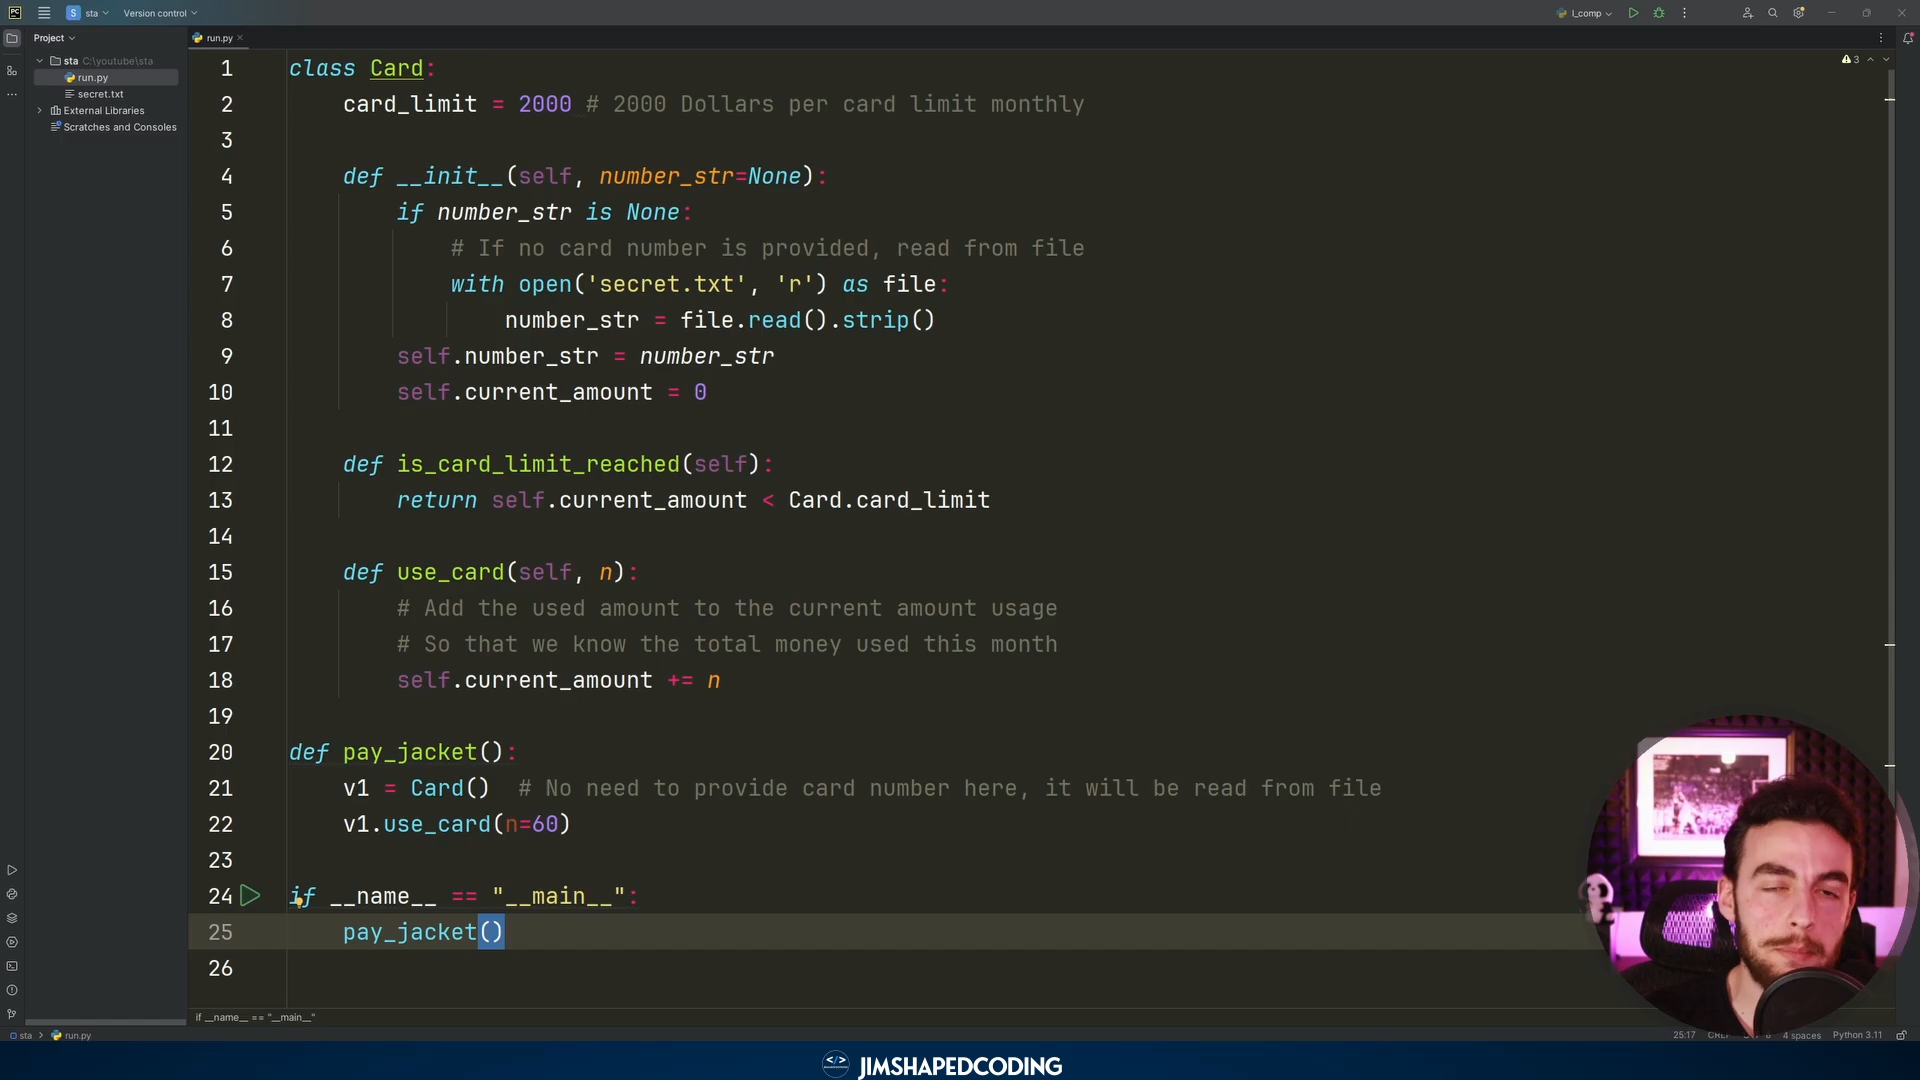 PC
S sta
Version control
l_comp
Project
run.py
sta C:\youtube\sta
run.py
secret.txt
External Libraries
Scratches and Consoles
3
1 class Card:
2 card_limit = 2000 # 2000 Dollars per card limit monthly
3
4 def __init__(self, number_str=None):
5 if number_str is None:
6 # If no card number is provided, read from file
7 with open('secret.txt', 'r') as file:
8 number_str = file.read().strip()
9 self.number_str = number_str
10 self.current_amount = 0
11
12 def is_card_limit_reached(self):
13 return self.current_amount < Card.card_limit
14
15 def use_card(self, n):
16 # Add the used amount to the current amount usage
17 # So that we know the total money used this month
18 self.current_amount += n
19
20 def pay_jacket():
21 v1 = Card() # No need to provide card number here, it will be read from file
22 v1.use_card(n=60)
23
24 if __name__ == "__main__":
25 pay_jacket()
26
if __name__ == "__main__"
sta > run.py
25:17
4 spaces
Python 3.11
</> JIMSHAPEDCODING